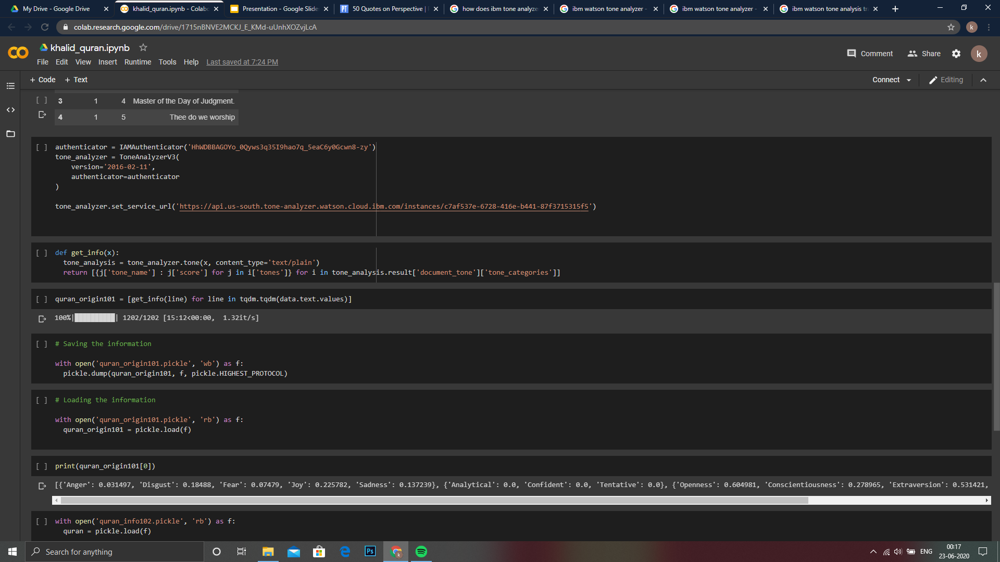 My Drive - Google Drive
khalid_quran.ipynb - Colabo
Presentation - Google Slide
50 Quotes on Perspective |
how does ibm tone analyze
ibm watson tone analyzer -
ibm watson tone analyzer -
ibm watson tone analysis tr
colab.research.google.com/drive/1715nBNVE2MCKJ_E_KMd-uUnhXOZvjLcA
k
khalid_quran.ipynb
Comment
Share
k
File Edit View Insert Runtime Tools Help Last saved at 7:24 PM
+ Code + Text
Connect
Editing
[ ] 3 1 4 Master of the Day of Judgment.
4 1 5 Thee do we worship
[ ] authenticator = IAMAuthenticator('HhWDBBAGOYo_0Qyws3q35I9hao7q_5eaC6y0Gcwn8-zy')
tone_analyzer = ToneAnalyzerV3(
version='2016-02-11',
authenticator=authenticator
)
tone_analyzer.set_service_url('https://api.us-south.tone-analyzer.watson.cloud.ibm.com/instances/c7af537e-6728-416e-b441-87f3715315f5')
[ ] def get_info(x):
tone_analysis = tone_analyzer.tone(x, content_type='text/plain')
return [{j['tone_name'] : j['score'] for j in i['tones']} for i in tone_analysis.result['document_tone']['tone_categories']]
[ ] quran_origin101 = [get_info(line) for line in tqdm.tqdm(data.text.values)]
100%|██████████| 1202/1202 [15:12<00:00, 1.32it/s]
[ ] # Saving the information
with open('quran_origin101.pickle', 'wb') as f:
pickle.dump(quran_origin101, f, pickle.HIGHEST_PROTOCOL)
[ ] # Loading the information
with open('quran_origin101.pickle', 'rb') as f:
quran_origin101 = pickle.load(f)
[ ] print(quran_origin101[0])
[{'Anger': 0.031497, 'Disgust': 0.18488, 'Fear': 0.07479, 'Joy': 0.225782, 'Sadness': 0.137239}, {'Analytical': 0.0, 'Confident': 0.0, 'Tentative': 0.0}, {'Openness': 0.604981, 'Conscientiousness': 0.278965, 'Extraversion': 0.531421,
[ ] with open('quran_info102.pickle', 'rb') as f:
quran = pickle.load(f)
Search for anything
Ps
k
ENG
00:17
23-06-2020